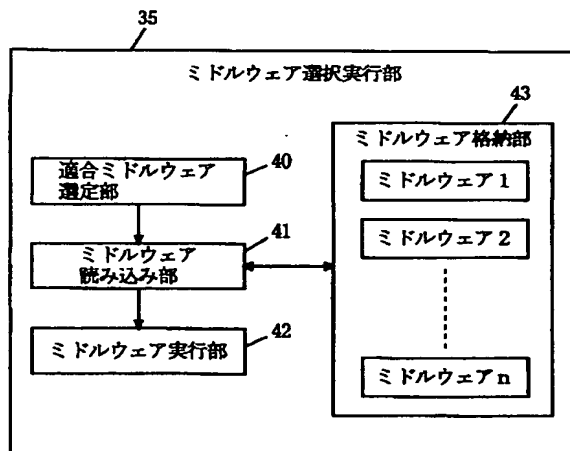 35
ミドルウェア選択実行部
43
ミドルウェア格納部
適合ミドルウェア
選定部
40
ミドルウェア1
41
ミドルウェア
読み込み部
ミドルウェア2
42
ミドルウェア実行部
ミドルウェアn